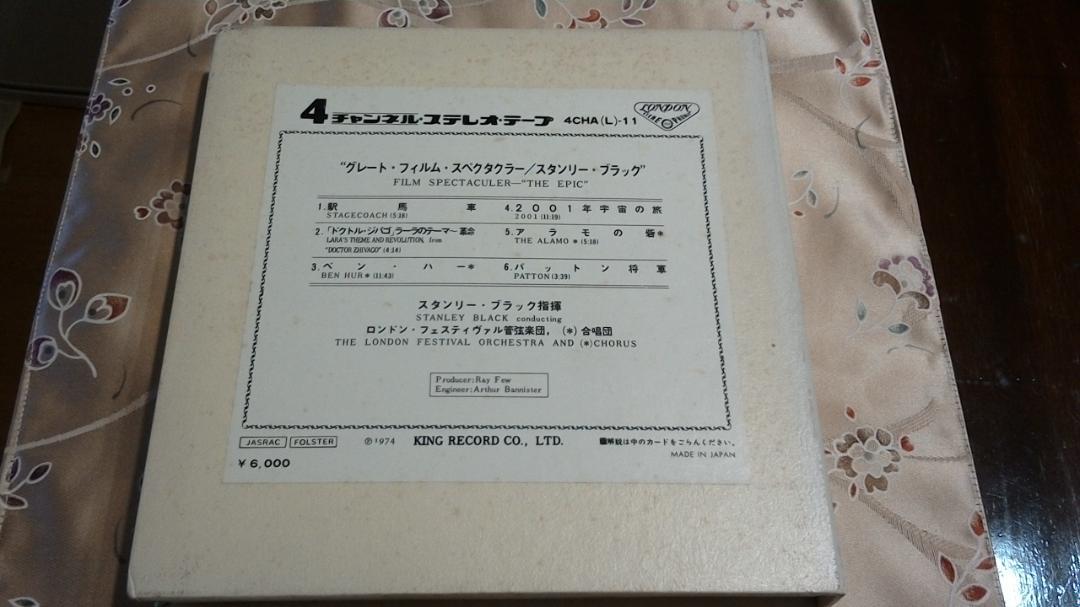 4チャンネル・ステレオ・テープ 4CHA(L)-11
LONDON
PHASE 4
"グレート・フィルム・スペクタクラー/スタンリー・ブラック"
FILM SPECTACULER—"THE EPIC"
1.駅馬車
STAGECOACH (5:18)
2.「ドクトル・ジバゴ」ラーラのテーマ〜革命
LARA'S THEME AND REVOLUTION, from
"DOCTOR ZHIVAGO" (4:14)
3.ベン・ハー*
BEN HUR * (11:43)
4.2001年宇宙の旅
2001 (11:19)
5.アラモの砦*
THE ALAMO * (5:18)
6.パットン将軍
PATTON (3:39)
スタンリー・ブラック指揮
STANLEY BLACK conducting
ロンドン・フェスティヴァル管弦楽団, (*)合唱団
THE LONDON FESTIVAL ORCHESTRA AND (*)CHORUS
Producer:Ray Few
Engineer:Arthur Bannister
JASRAC FOLSTER ℗1974 KING RECORD CO., LTD. ■解説は中のカードをごらんください。
MADE IN JAPAN
¥6,000